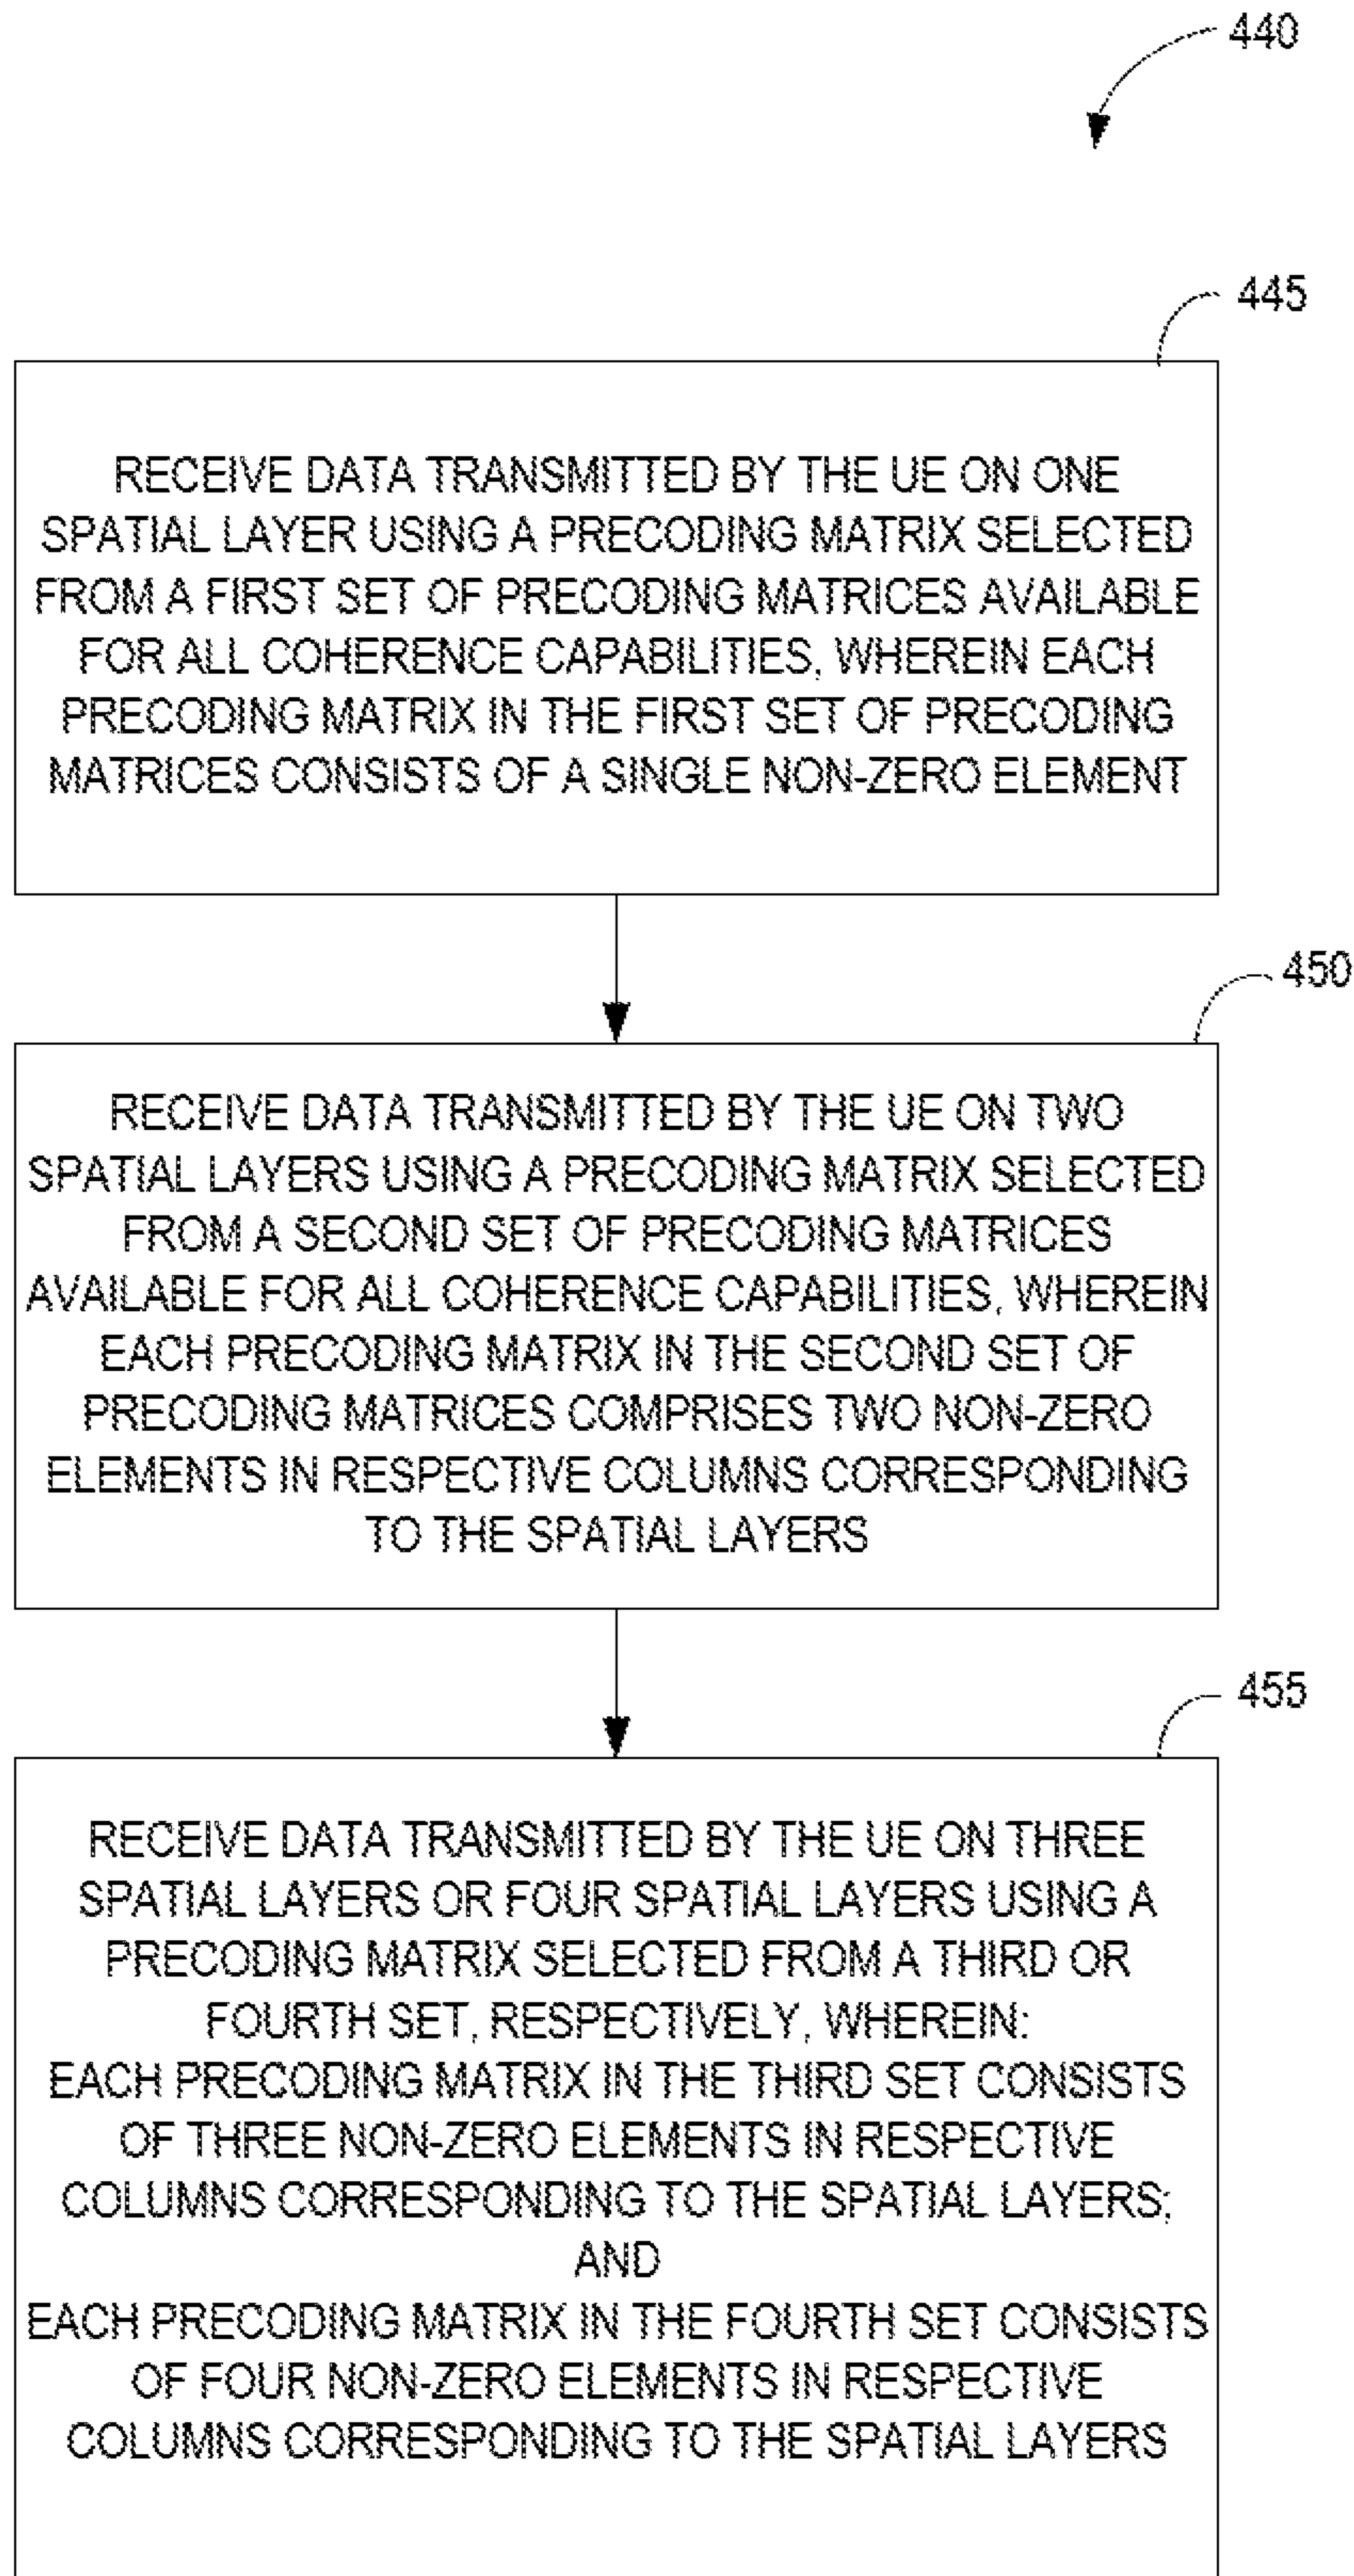 440
445
RECEIVE DATA TRANSMITTED BY THE UE ON ONE
SPATIAL LAYER USING A PRECODING MATRIX SELECTED
FROM A FIRST SET OF PRECODING MATRICES AVAILABLE
FOR ALL COHERENCE CAPABILITIES, WHEREIN EACH
PRECODING MATRIX IN THE FIRST SET OF PRECODING
MATRICES CONSISTS OF A SINGLE NON-ZERO ELEMENT
450
RECEIVE DATA TRANSMITTED BY THE UE ON TWO
SPATIAL LAYERS USING A PRECODING MATRIX SELECTED
FROM A SECOND SET OF PRECODING MATRICES
AVAILABLE FOR ALL COHERENCE CAPABILITIES, WHEREIN
EACH PRECODING MATRIX IN THE SECOND SET OF
PRECODING MATRICES COMPRISES TWO NON-ZERO
ELEMENTS IN RESPECTIVE COLUMNS CORRESPONDING
TO THE SPATIAL LAYERS
455
RECEIVE DATA TRANSMITTED BY THE UE ON THREE
SPATIAL LAYERS OR FOUR SPATIAL LAYERS USING A
PRECODING MATRIX SELECTED FROM A THIRD OR
FOURTH SET, RESPECTIVELY, WHEREIN:
EACH PRECODING MATRIX IN THE THIRD SET CONSISTS
OF THREE NON-ZERO ELEMENTS IN RESPECTIVE
COLUMNS CORRESPONDING TO THE SPATIAL LAYERS;
AND
EACH PRECODING MATRIX IN THE FOURTH SET CONSISTS
OF FOUR NON-ZERO ELEMENTS IN RESPECTIVE
COLUMNS CORRESPONDING TO THE SPATIAL LAYERS